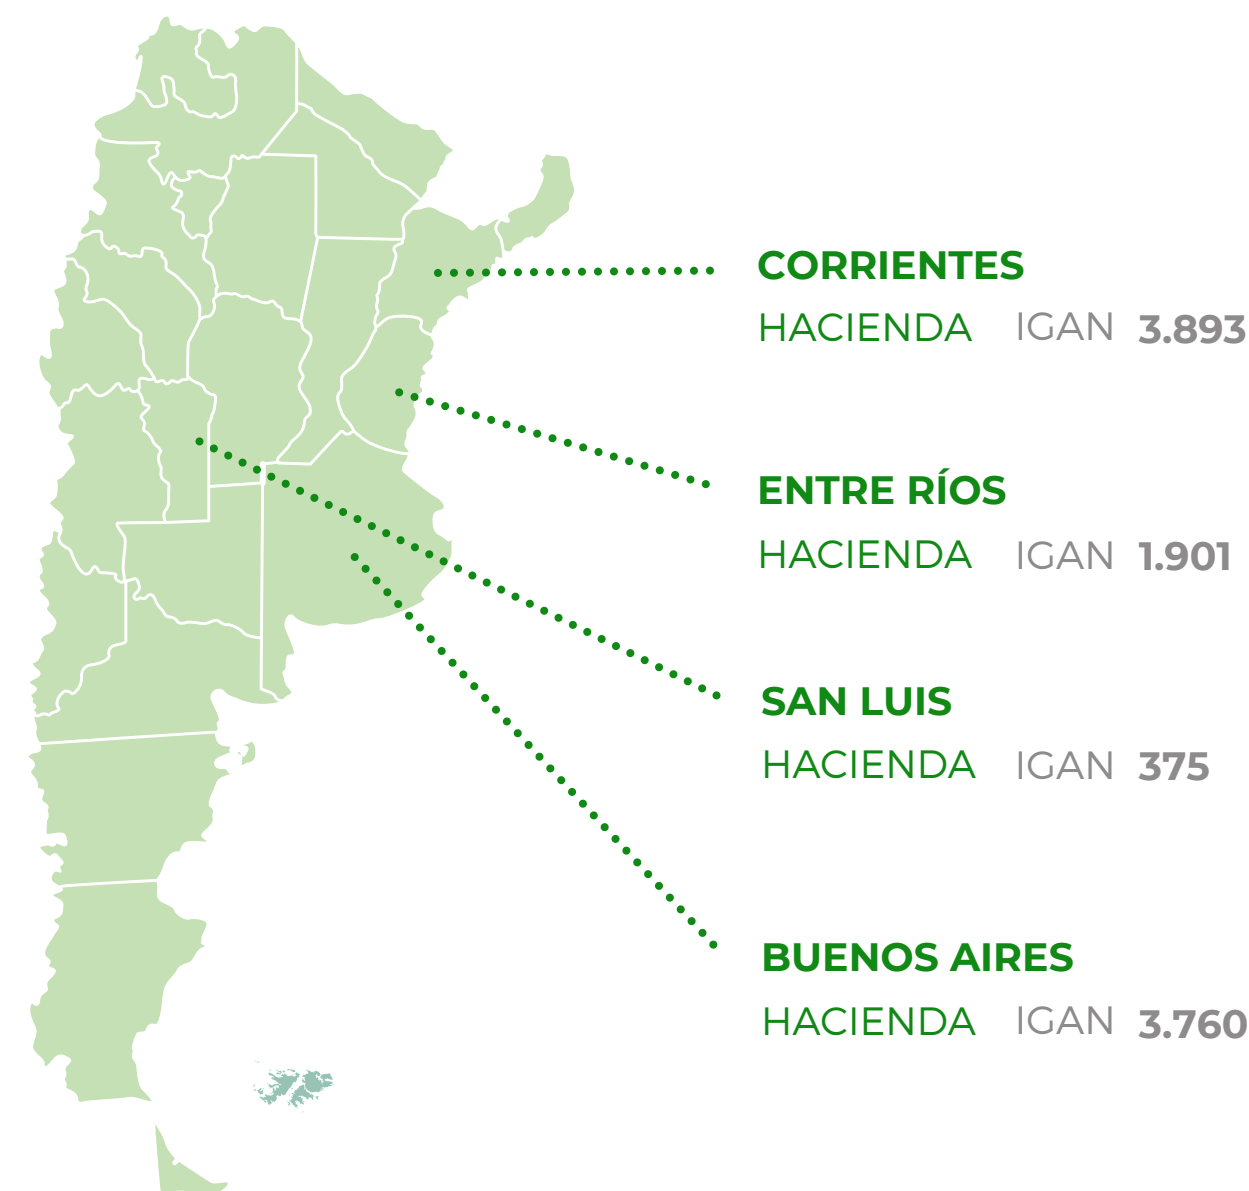 CORRIENTES
HACIENDA IGAN 3.893
ENTRE RÍOS
HACIENDA IGAN 1.901
SAN LUIS
HACIENDA IGAN 375
BUENOS AIRES
HACIENDA IGAN 3.760